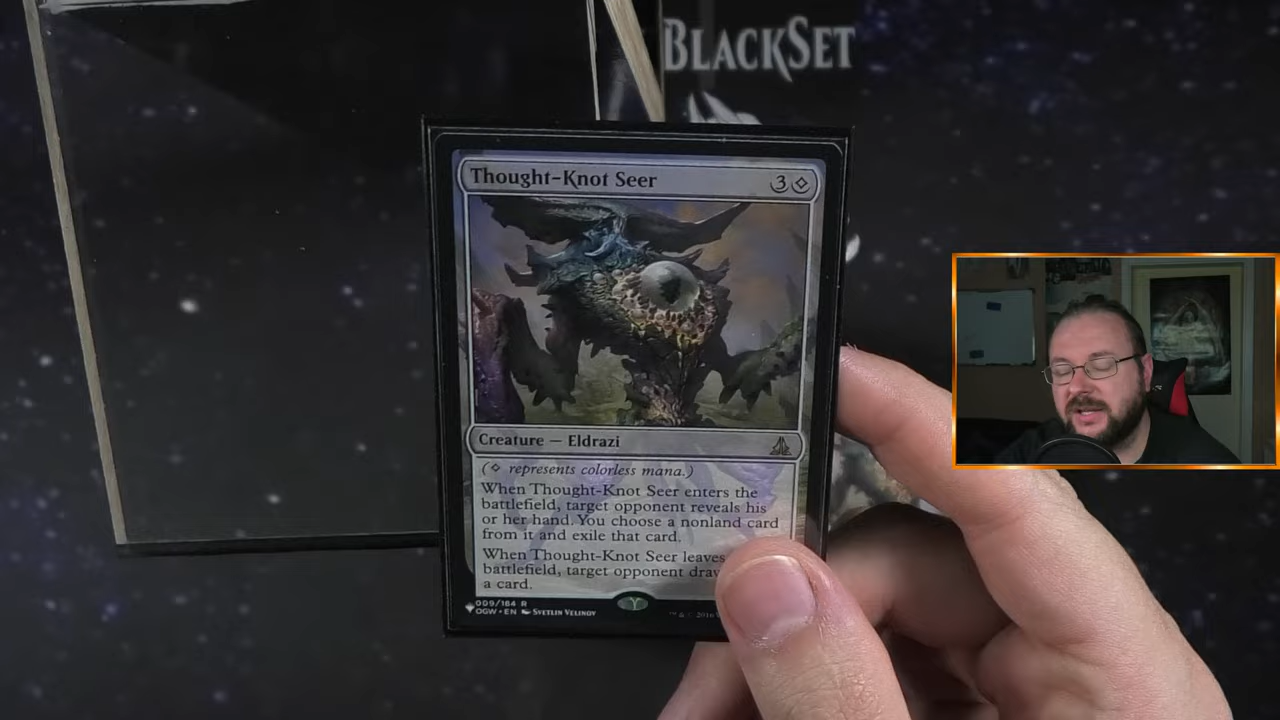 BLACKSET
Thought-Knot Seer
3
Creature — Eldrazi
( represents colorless mana.)
When Thought-Knot Seer enters the
battlefield, target opponent reveals his
or her hand. You choose a nonland card
from it and exile that card.
When Thought-Knot Seer leaves
battlefield, target opponent
a card.
009/184 R
OGW • EN Svetlin Velinov
™ & © 2016